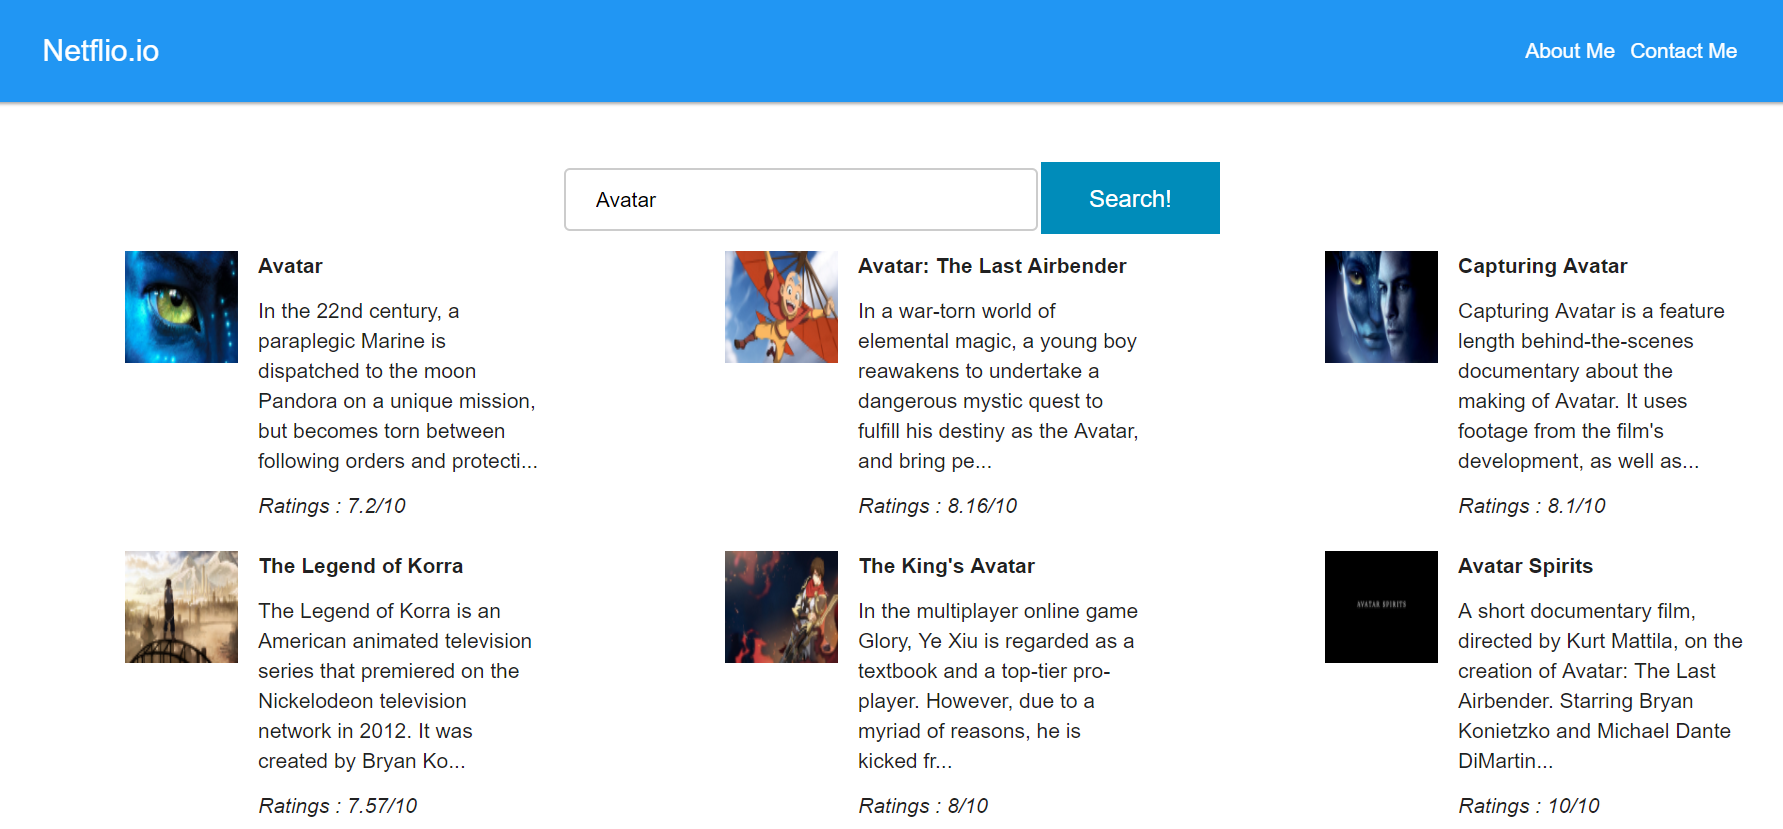 Netflio.io
About Me Contact Me
Avatar
Search!
Avatar
In the 22nd century, a
paraplegic Marine is
dispatched to the moon
Pandora on a unique mission,
but becomes torn between
following orders and protecti...
Ratings : 7.2/10
Avatar: The Last Airbender
In a war-torn world of
elemental magic, a young boy
reawakens to undertake a
dangerous mystic quest to
fulfill his destiny as the Avatar,
and bring pe...
Ratings : 8.16/10
Capturing Avatar
Capturing Avatar is a feature
length behind-the-scenes
documentary about the
making of Avatar. It uses
footage from the film's
development, as well as...
Ratings : 8.1/10
The Legend of Korra
The Legend of Korra is an
American animated television
series that premiered on the
Nickelodeon television
network in 2012. It was
created by Bryan Ko...
Ratings : 7.57/10
The King's Avatar
In the multiplayer online game
Glory, Ye Xiu is regarded as a
textbook and a top-tier pro-
player. However, due to a
myriad of reasons, he is
kicked fr...
Ratings : 8/10
AVATAR SPIRITS
Avatar Spirits
A short documentary film,
directed by Kurt Mattila, on the
creation of Avatar: The Last
Airbender. Starring Bryan
Konietzko and Michael Dante
DiMartin...
Ratings : 10/10